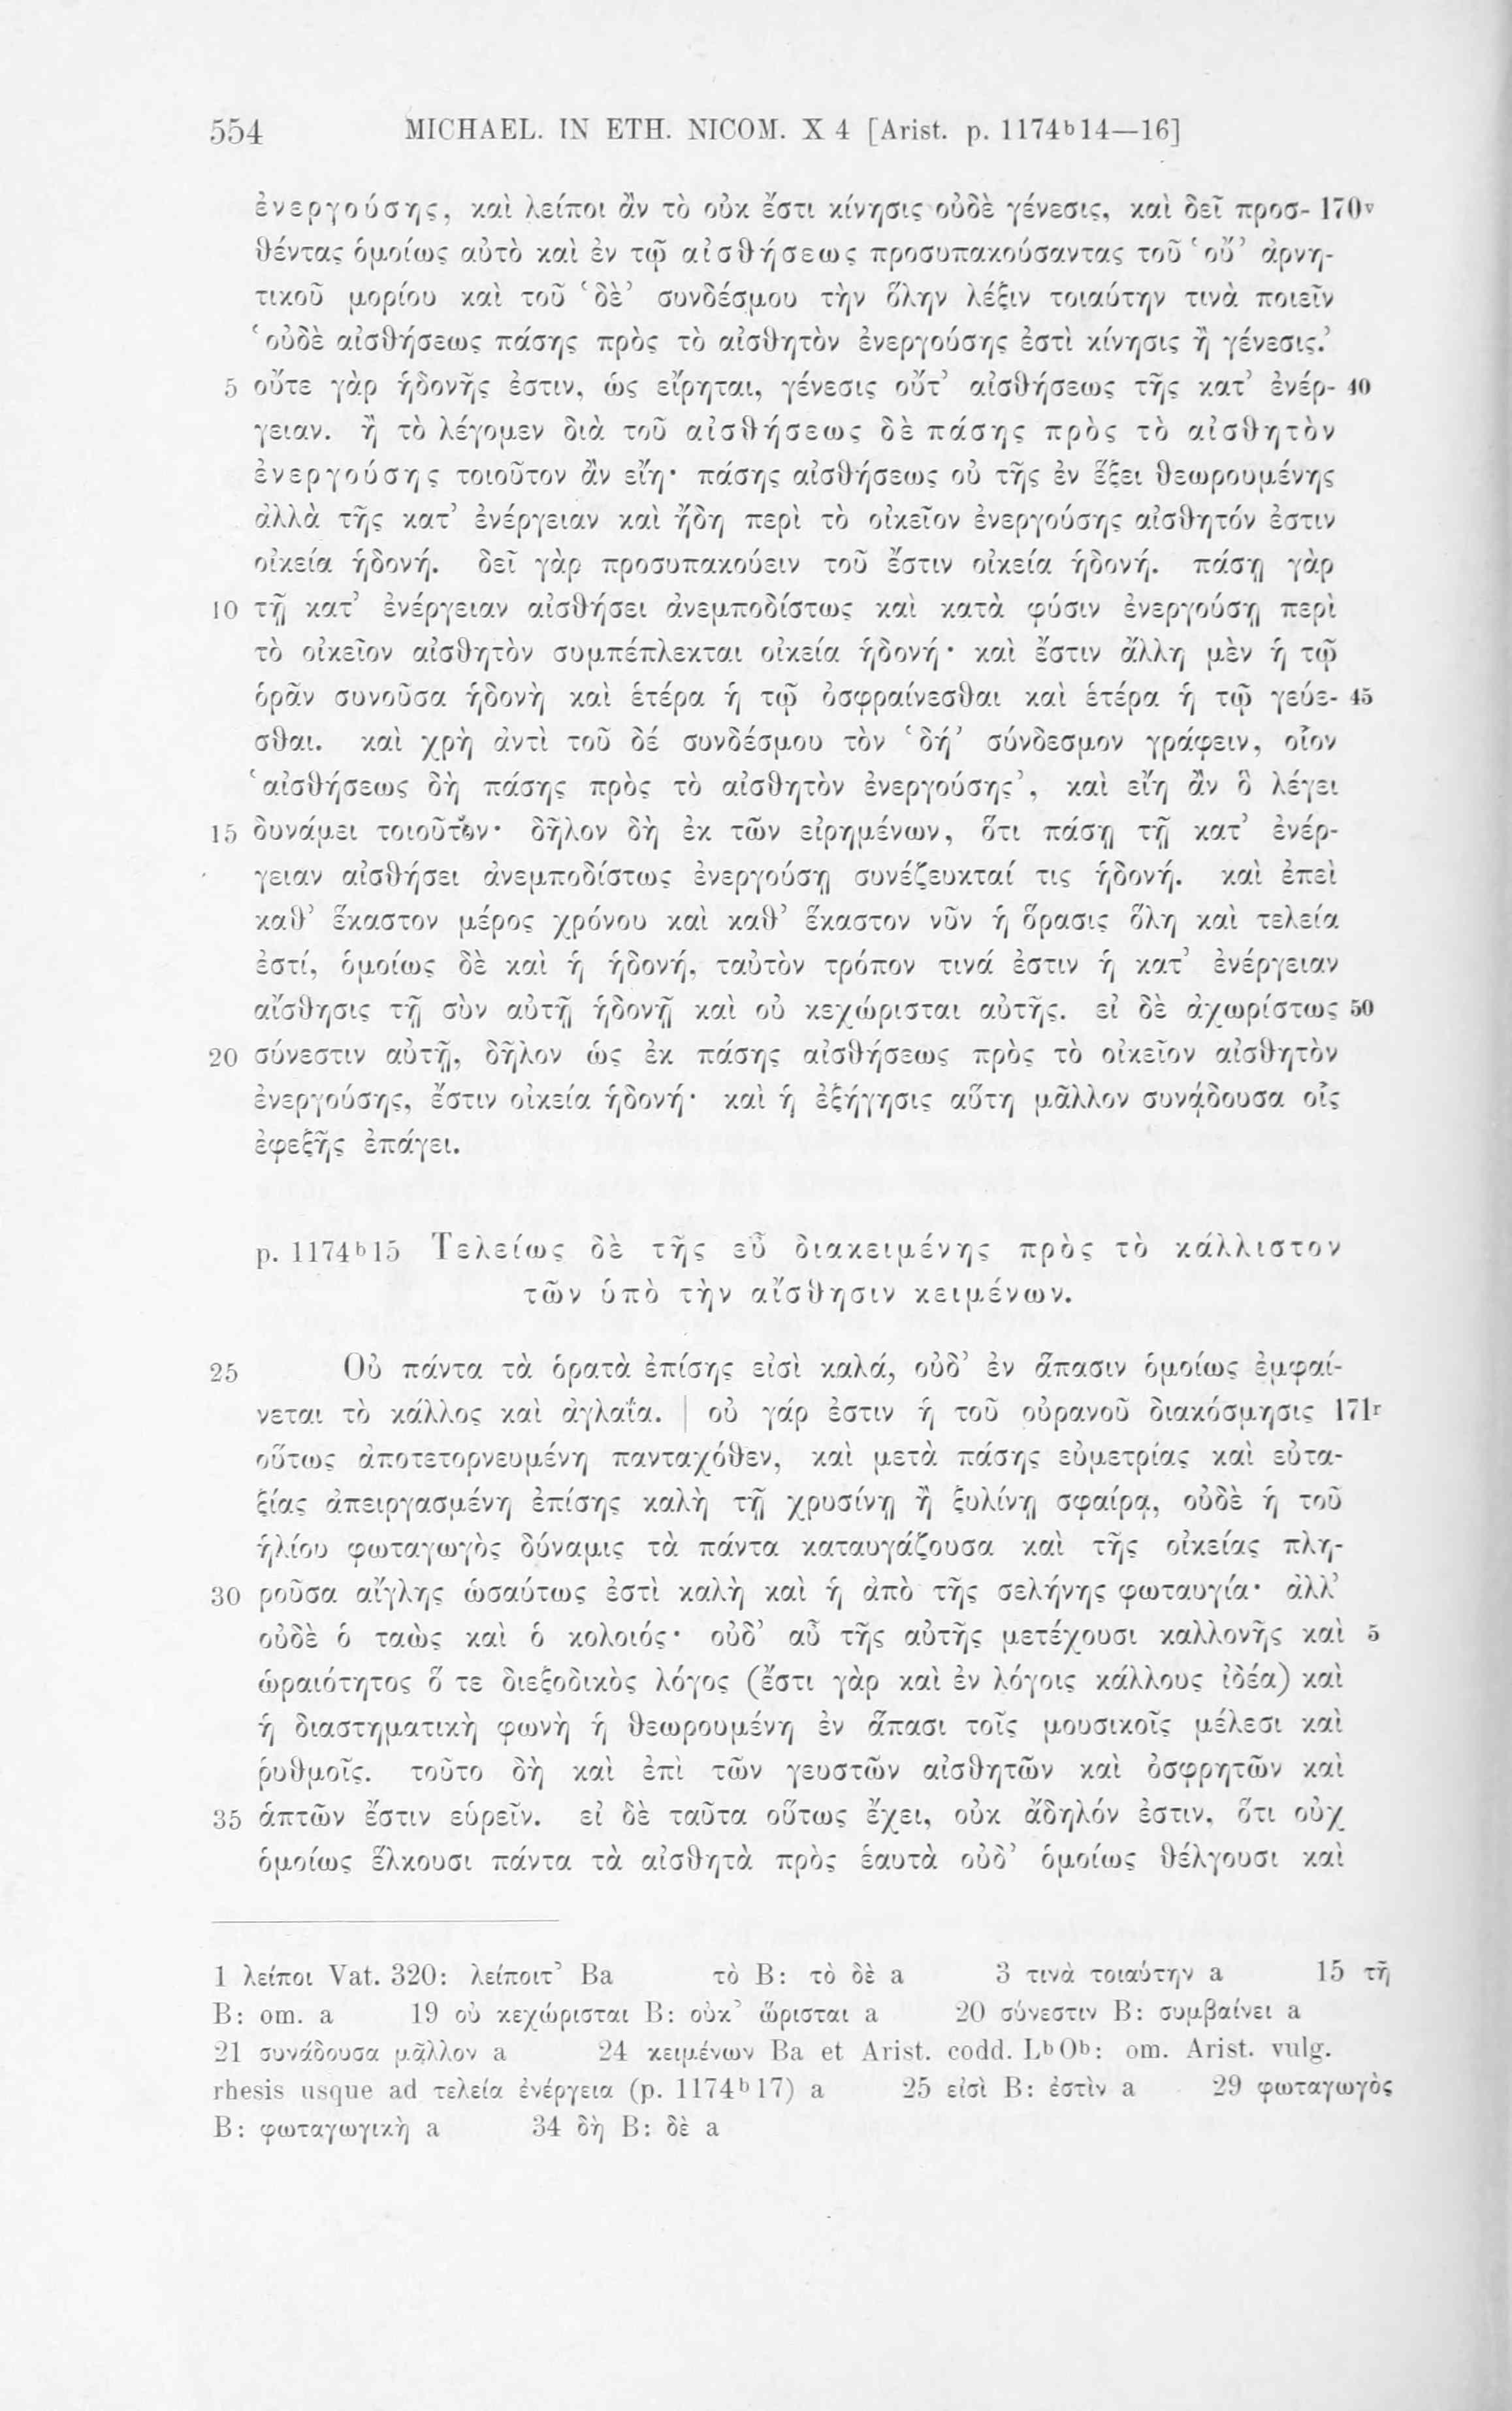 554 MICHAEL. IN ETH. NICOM. X 4 [Arist. p. 1174ᵇ14—16]
ἐνεργούσης, καὶ λείποι ἂν τὸ οὐκ ἔστι κίνησις οὐδὲ γένεσις, καὶ δεῖ προσ- 170ᵛ
θέντας ὁμοίως αὐτὸ καὶ ἐν τῷ αἰσθήσεως προσυπακούσαντας τοῦ ‘οὔ’ ἀρνη-
τικοῦ μορίου καὶ τοῦ ‘δὲ’ συνδέσμου τὴν ὅλην λέξιν τοιαύτην τινὰ ποιεῖν
‘οὐδὲ αἰσθήσεως πάσης πρὸς τὸ αἰσθητὸν ἐνεργούσης ἐστὶ κίνησις ἢ γένεσις.’
5 οὔτε γὰρ ἡδονῆς ἐστιν, ὡς εἴρηται, γένεσις οὔτ’ αἰσθήσεως τῆς κατ’ ἐνέρ- 40
γειαν. ἢ τὸ λέγομεν διὰ τοῦ αἰσθήσεως δὲ πάσης πρὸς τὸ αἰσθητὸν
ἐνεργούσης τοιοῦτον ἂν εἴη· πάσης αἰσθήσεως οὐ τῆς ἐν ἕξει θεωρουμένης
ἀλλὰ τῆς κατ’ ἐνέργειαν καὶ ἤδη περὶ τὸ οἰκεῖον ἐνεργούσης αἰσθητόν ἐστιν
οἰκεία ἡδονή. δεῖ γὰρ προσυπακούειν τοῦ ἔστιν οἰκεία ἡδονή. πάσῃ γὰρ
10 τῇ κατ’ ἐνέργειαν αἰσθήσει ἀνεμποδίστως καὶ κατὰ φύσιν ἐνεργούσῃ περὶ
τὸ οἰκεῖον αἰσθητὸν συμπέπλεκται οἰκεία ἡδονή· καὶ ἔστιν ἄλλη μὲν ἡ τῷ
ὁρᾶν συνοῦσα ἡδονὴ καὶ ἑτέρα ἡ τῷ ὀσφραίνεσθαι καὶ ἑτέρα ἡ τῷ γεύε- 45
σθαι. καὶ χρὴ ἀντὶ τοῦ δέ συνδέσμου τὸν ‘δή’ σύνδεσμον γράφειν, οἷον
‘αἰσθήσεως δὴ πάσης πρὸς τὸ αἰσθητὸν ἐνεργούσης’, καὶ εἴη ἂν ὃ λέγει
15 δυνάμει τοιοῦτον· δῆλον δὴ ἐκ τῶν εἰρημένων, ὅτι πάσῃ τῇ κατ’ ἐνέρ-
γειαν αἰσθήσει ἀνεμποδίστως ἐνεργούσῃ συνέζευκταί τις ἡδονή. καὶ ἐπεὶ
καθ’ ἕκαστον μέρος χρόνου καὶ καθ’ ἕκαστον νῦν ἡ ὅρασις ὅλη καὶ τελεία
ἐστί, ὁμοίως δὲ καὶ ἡ ἡδονή, ταὐτὸν τρόπον τινά ἐστιν ἡ κατ’ ἐνέργειαν
αἴσθησις τῇ σὺν αὐτῇ ἡδονῇ καὶ οὐ κεχώρισται αὐτῆς. εἰ δὲ ἀχωρίστως 50
20 σύνεστιν αὐτῇ, δῆλον ὡς ἐκ πάσης αἰσθήσεως πρὸς τὸ οἰκεῖον αἰσθητὸν
ἐνεργούσης, ἔστιν οἰκεία ἡδονή· καὶ ἡ ἐξήγησις αὕτη μᾶλλον συνᾴδουσα οἷς
ἐφεξῆς ἐπάγει.
p. 1174ᵇ15 Τελείως δὲ τῆς εὖ διακειμένης πρὸς τὸ κάλλιστον
τῶν ὑπὸ τὴν αἴσθησιν κειμένων.
25 Οὐ πάντα τὰ ὁρατὰ ἐπίσης εἰσὶ καλά, οὐδ’ ἐν ἅπασιν ὁμοίως ἐμφαί-
νεται τὸ κάλλος καὶ ἀγλαΐα. | οὐ γάρ ἐστιν ἡ τοῦ οὐρανοῦ διακόσμησις 171ʳ
οὕτως ἀποτετορνευμένη πανταχόθεν, καὶ μετὰ πάσης εὐμετρίας καὶ εὐτα-
ξίας ἀπειργασμένη ἐπίσης καλὴ τῇ χρυσίνῃ ἢ ξυλίνῃ σφαίρᾳ, οὐδὲ ἡ τοῦ
ἡλίου φωταγωγὸς δύναμις τὰ πάντα καταυγάζουσα καὶ τῆς οἰκείας πλη-
30 ροῦσα αἴγλης ὡσαύτως ἐστὶ καλὴ καὶ ἡ ἀπὸ τῆς σελήνης φωταυγία· ἀλλ’
οὐδὲ ὁ ταὼς καὶ ὁ κολοιός· οὐδ’ αὖ τῆς αὐτῆς μετέχουσι καλλονῆς καὶ 5
ὡραιότητος ὅ τε διεξοδικὸς λόγος (ἔστι γὰρ καὶ ἐν λόγοις κάλλους ἰδέα) καὶ
ἡ διαστηματικὴ φωνὴ ἡ θεωρουμένη ἐν ἅπασι τοῖς μουσικοῖς μέλεσι καὶ
ῥυθμοῖς. τοῦτο δὴ καὶ ἐπὶ τῶν γευστῶν αἰσθητῶν καὶ ὀσφρητῶν καὶ
35 ἁπτῶν ἔστιν εὑρεῖν. εἰ δὲ ταῦτα οὕτως ἔχει, οὐκ ἄδηλόν ἐστιν, ὅτι οὐχ
ὁμοίως ἕλκουσι πάντα τὰ αἰσθητὰ πρὸς ἑαυτὰ οὐδ’ ὁμοίως θέλγουσι καὶ
1 λείποι Vat. 320: λείποιτ’ Ba τὸ B: τὸ δὲ a 3 τινὰ τοιαύτην a 15 τῇ
B: om. a 19 οὐ κεχώρισται B: οὐκ’ ὥρισται a 20 σύνεστιν B: συμβαίνει a
21 συνάδουσα μᾷλλον a 24 κειμένων Ba et Arist. codd. LᵇOᵇ: om. Arist. vulg.
rhesis usque ad τελεία ἐνέργεια (p. 1174ᵇ17) a 25 εἰσὶ B: ἐστὶν a 29 φωταγωγὸς
B: φωταγωγικὴ a 34 δὴ B: δὲ a